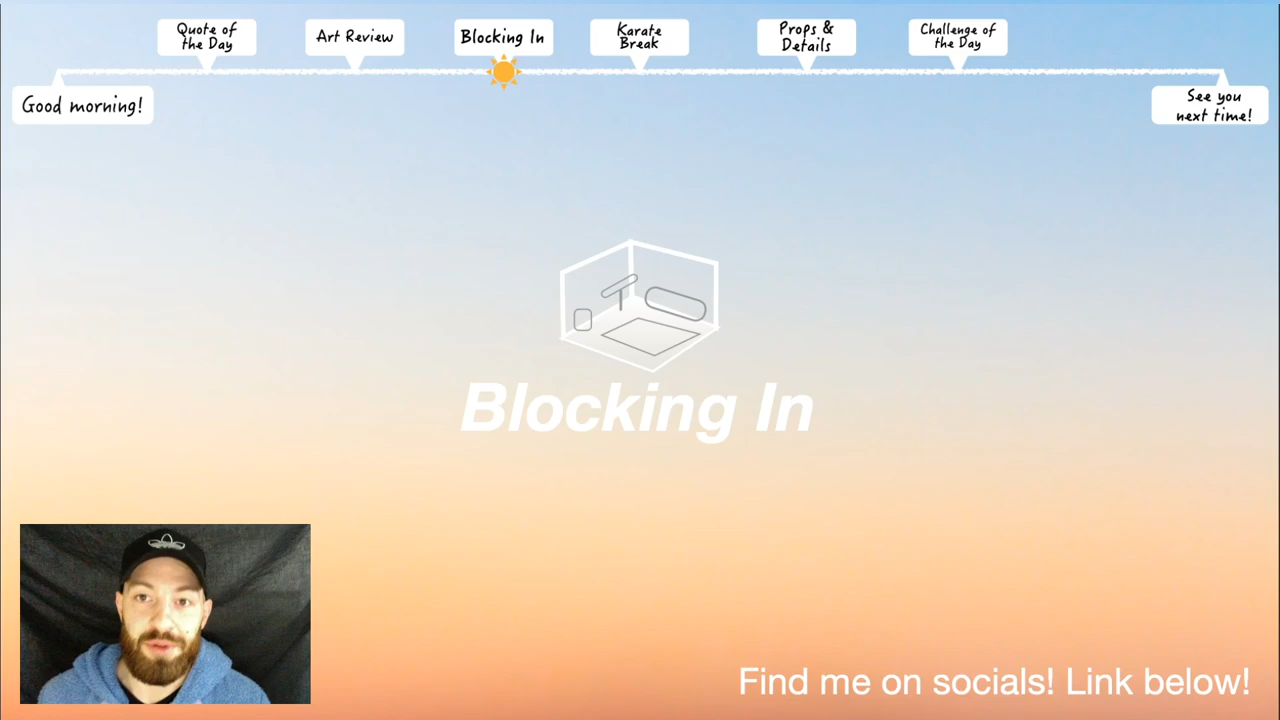 Quote of
the Day
Art Review
Blocking In
Karate
Break
Props &
Details
Challenge of
the Day
Good morning!
See you
next time!
Blocking In
Find me on socials! Link below!